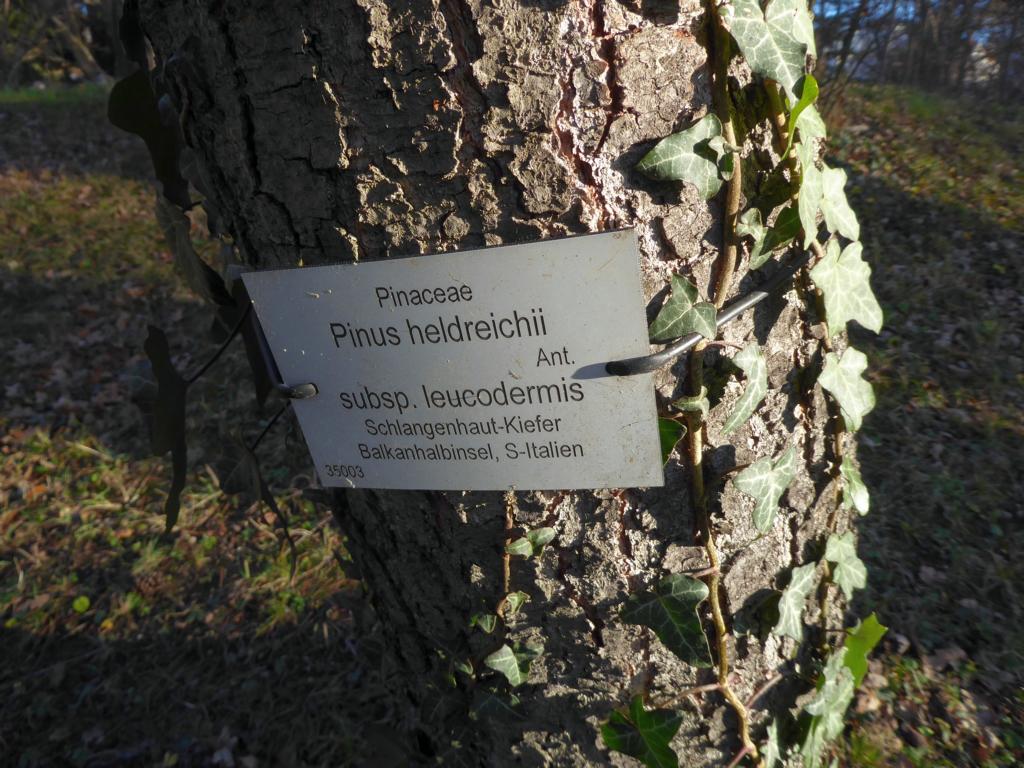 Pinaceae
Pinus heldreichii
Ant.
subsp. leucodermis
Schlangenhaut-Kiefer
Balkanhalbinsel, S-Italien
35003